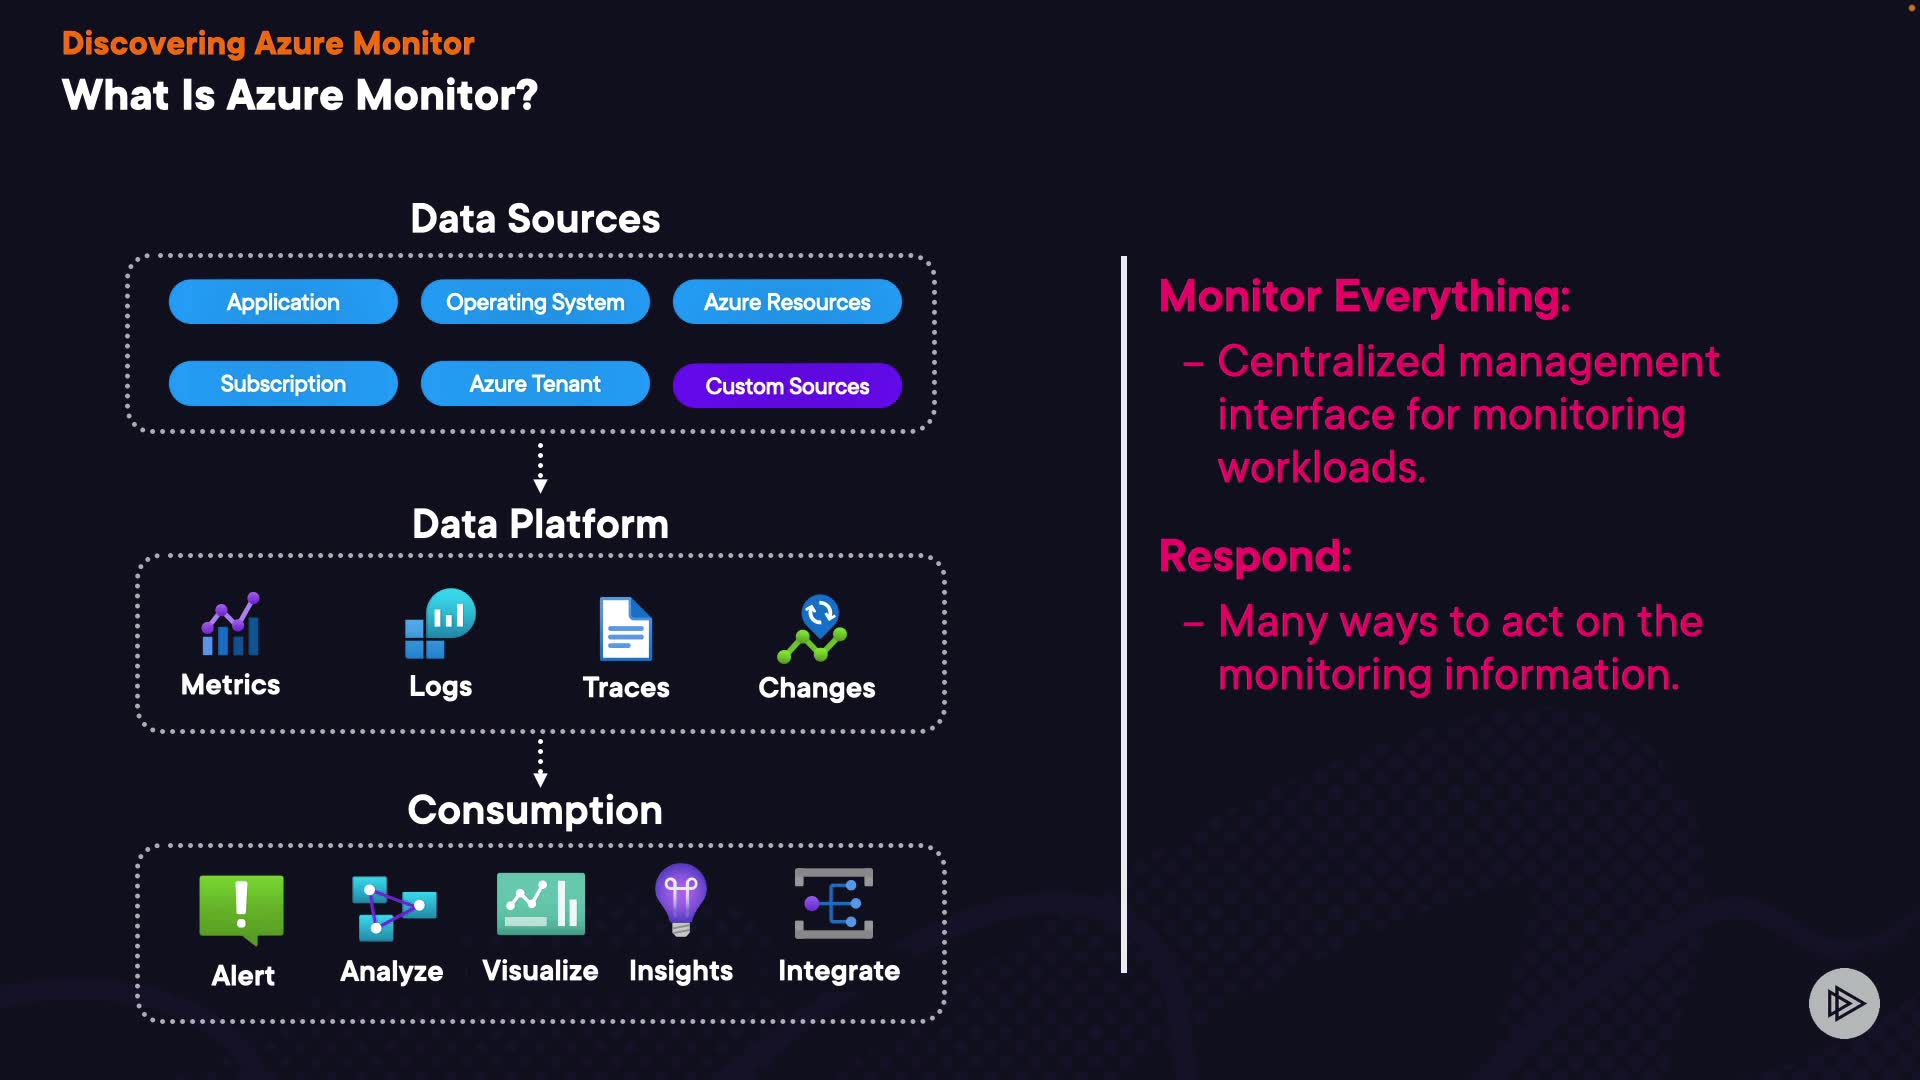 Discovering Azure Monitor
What Is Azure Monitor?
Data Sources
Application
Operating System
Azure Resources
Subscription
Azure Tenant
Custom Sources
Data Platform
Metrics
Logs
Traces
Changes
Consumption
Alert
Analyze
Visualize
Insights
Integrate
Monitor Everything:
– Centralized management
interface for monitoring
workloads.
Respond:
– Many ways to act on the
monitoring information.